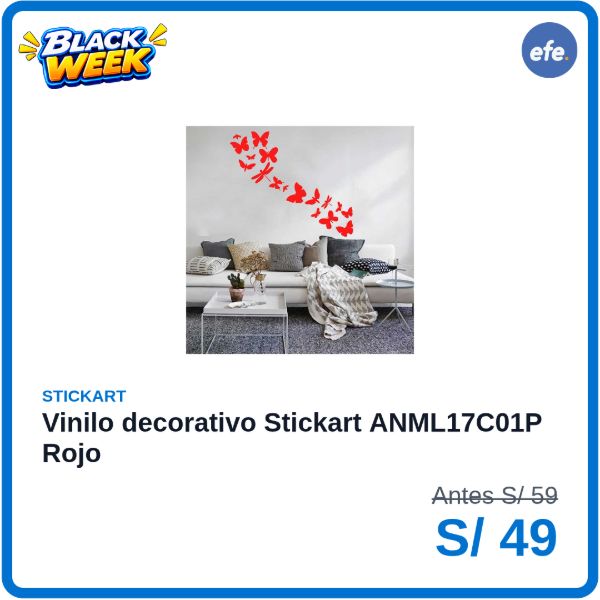 BLACK
WEEK
efe.
STICKART
Vinilo decorativo Stickart ANML17C01P
Rojo
Antes S/ 59
S/ 49